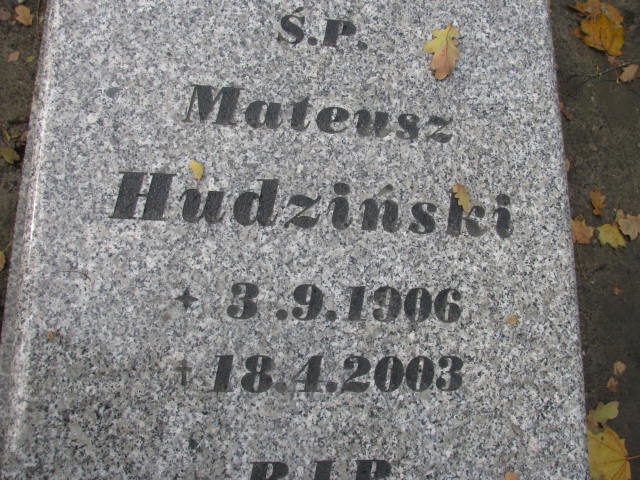 Ś.P.
Mateusz
Hudziński
+ 3.9.1906
† 18.4.2003
R.I.P.